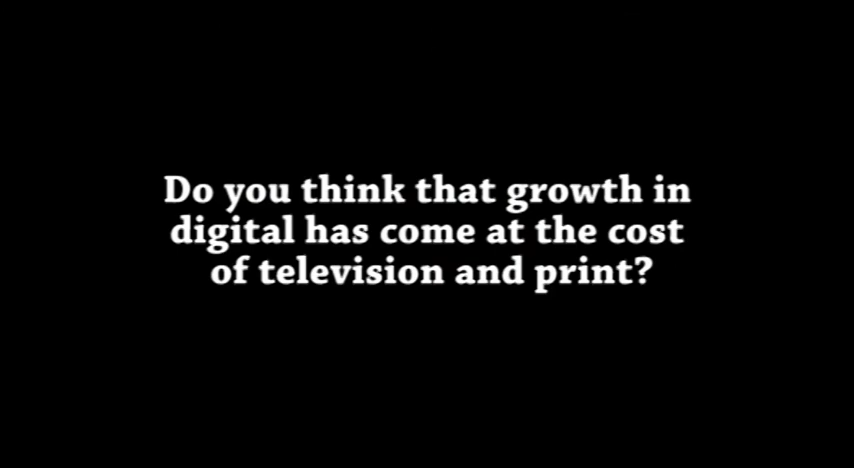 Do you think that growth in
digital has come at the cost
of television and print?